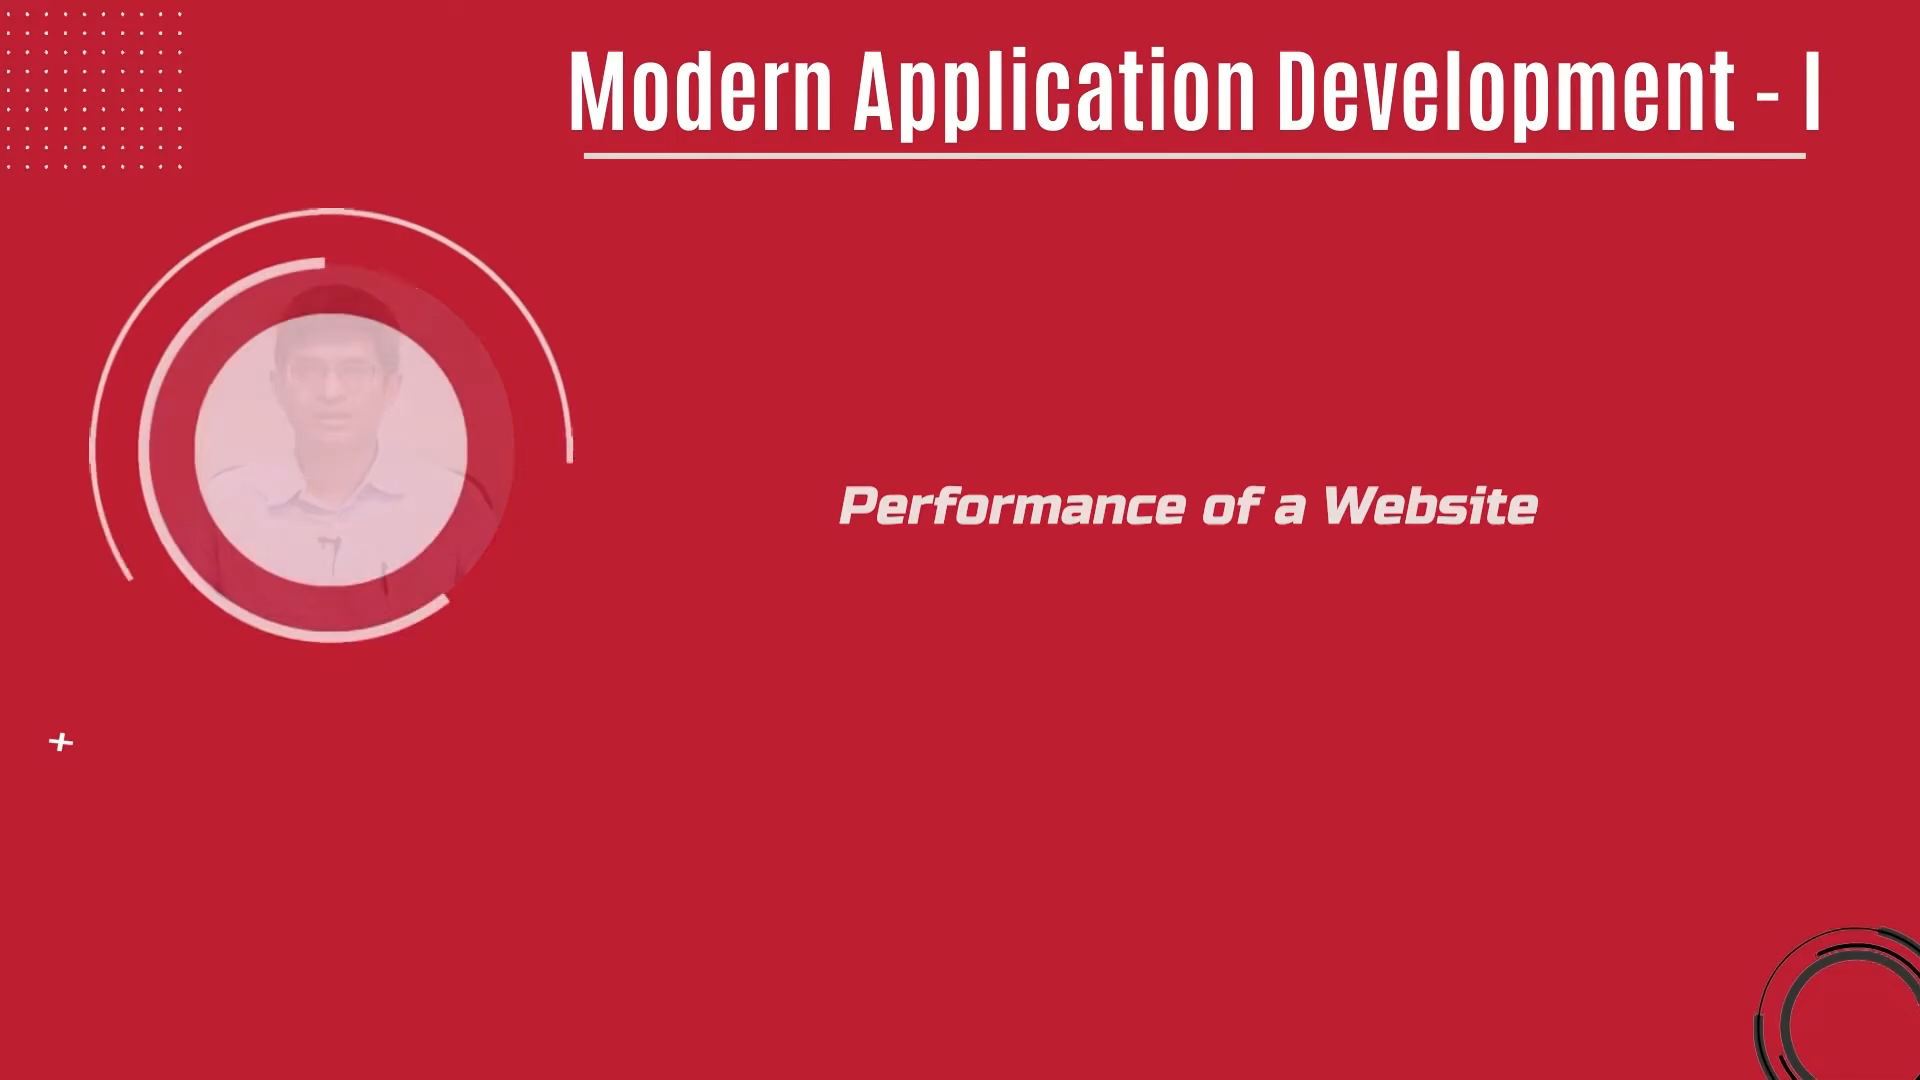 Modern Application Development - I
Performance of a Website